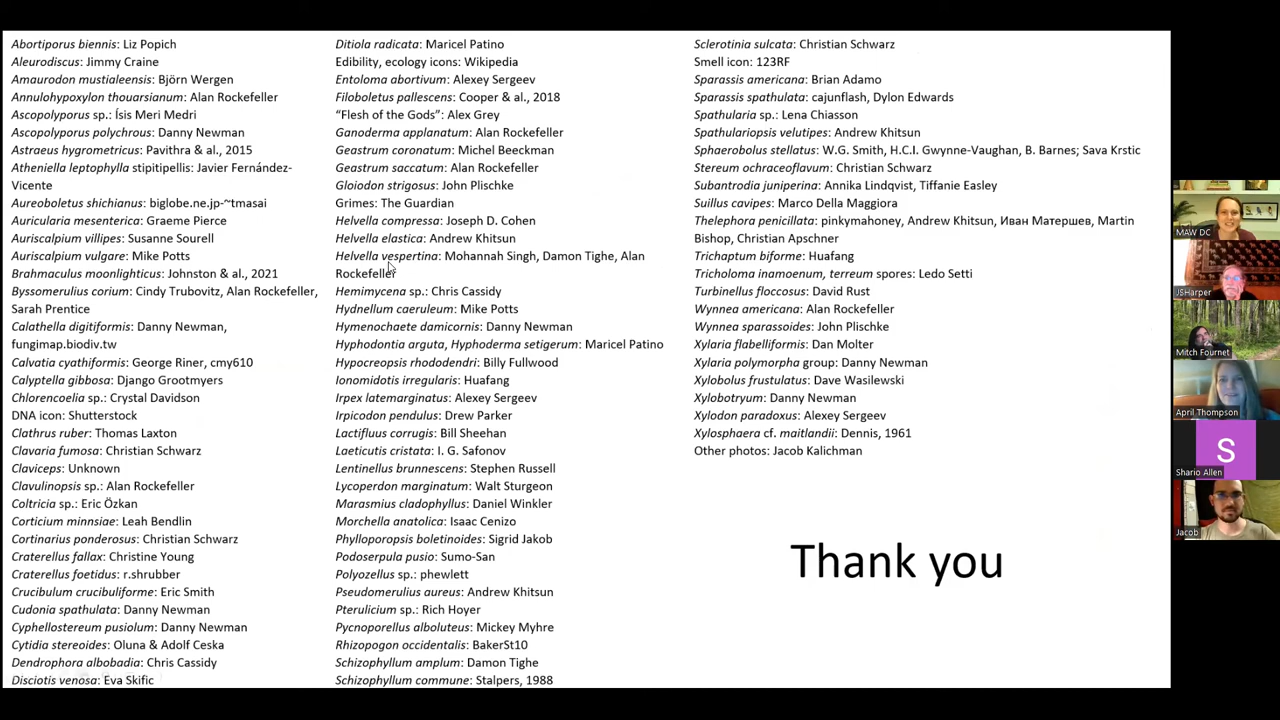 Abortiporus biennis: Liz Popich
Aleurodiscus: Jimmy Craine
Amaurodon mustialeensis: Björn Wergen
Annulohypoxylon thouarsianum: Alan Rockefeller
Ascopolyporus sp.: Ísis Meri Medri
Ascopolyporus polychrous: Danny Newman
Astraeus hygrometricus: Pavithra & al., 2015
Atheniella leptophylla stipitipellis: Javier Fernández-
Vicente
Aureoboletus shichianus: biglobe.ne.jp-~tmasai
Auricularia mesenterica: Graeme Pierce
Auriscalpium villipes: Susanne Sourell
Auriscalpium vulgare: Mike Potts
Brahmaculus moonlighticus: Johnston & al., 2021
Byssomerulius corium: Cindy Trubovitz, Alan Rockefeller,
Sarah Prentice
Calathella digitiformis: Danny Newman,
fungimap.biodiv.tw
Calvatia cyathiformis: George Riner, cmy610
Calyptella gibbosa: Django Grootmyers
Chlorencoelia sp.: Crystal Davidson
DNA icon: Shutterstock
Clathrus ruber: Thomas Laxton
Clavaria fumosa: Christian Schwarz
Claviceps: Unknown
Clavulinopsis sp.: Alan Rockefeller
Coltricia sp.: Eric Özkan
Corticium minnsiae: Leah Bendlin
Cortinarius ponderosus: Christian Schwarz
Craterellus fallax: Christine Young
Craterellus foetidus: r.shrubber
Crucibulum crucibuliforme: Eric Smith
Cudonia spathulata: Danny Newman
Cyphellostereum pusiolum: Danny Newman
Cytidia stereoides: Oluna & Adolf Ceska
Dendrophora albobadia: Chris Cassidy
Disciotis venosa: Eva Skific
Ditiola radicata: Maricel Patino
Edibility, ecology icons: Wikipedia
Entoloma abortivum: Alexey Sergeev
Filoboletus pallescens: Cooper & al., 2018
“Flesh of the Gods”: Alex Grey
Ganoderma applanatum: Alan Rockefeller
Geastrum coronatum: Michel Beeckman
Geastrum saccatum: Alan Rockefeller
Gloiodon strigosus: John Plischke
Grimes: The Guardian
Helvella compressa: Joseph D. Cohen
Helvella elastica: Andrew Khitsun
Helvella vespertina: Mohannah Singh, Damon Tighe, Alan
Rockefeller
Hemimycena sp.: Chris Cassidy
Hydnellum caeruleum: Mike Potts
Hymenochaete damicornis: Danny Newman
Hyphodontia arguta, Hyphoderma setigerum: Maricel Patino
Hypocreopsis rhododendri: Billy Fullwood
Ionomidotis irregularis: Huafang
Irpex latemarginatus: Alexey Sergeev
Irpicodon pendulus: Drew Parker
Lactifluus corrugis: Bill Sheehan
Laeticutis cristata: I. G. Safonov
Lentinellus brunnescens: Stephen Russell
Lycoperdon marginatum: Walt Sturgeon
Marasmius cladophyllus: Daniel Winkler
Morchella anatolica: Isaac Cenizo
Phylloporopsis boletinoides: Sigrid Jakob
Podoserpula pusio: Sumo-San
Polyozellus sp.: phewlett
Pseudomerulius aureus: Andrew Khitsun
Pterulicium sp.: Rich Hoyer
Pycnoporellus alboluteus: Mickey Myhre
Rhizopogon occidentalis: BakerSt10
Schizophyllum amplum: Damon Tighe
Schizophyllum commune: Stalpers, 1988
Sclerotinia sulcata: Christian Schwarz
Smell icon: 123RF
Sparassis americana: Brian Adamo
Sparassis spathulata: cajunflash, Dylon Edwards
Spathularia sp.: Lena Chiasson
Spathulariopsis velutipes: Andrew Khitsun
Sphaerobolus stellatus: W.G. Smith, H.C.I. Gwynne-Vaughan, B. Barnes; Sava Krstic
Stereum ochraceoflavum: Christian Schwarz
Subantrodia juniperina: Annika Lindqvist, Tiffanie Easley
Suillus cavipes: Marco Della Maggiora
Thelephora penicillata: pinkymahoney, Andrew Khitsun, Иван Матершев, Martin
Bishop, Christian Apschner
Trichaptum biforme: Huafang
Tricholoma inamoenum, terreum spores: Ledo Setti
Turbinellus floccosus: David Rust
Wynnea americana: Alan Rockefeller
Wynnea sparassoides: John Plischke
Xylaria flabelliformis: Dan Molter
Xylaria polymorpha group: Danny Newman
Xylobolus frustulatus: Dave Wasilewski
Xylobotryum: Danny Newman
Xylodon paradoxus: Alexey Sergeev
Xylosphaera cf. maitlandii: Dennis, 1961
Other photos: Jacob Kalichman
Thank you
MAW DC
JSHarper
Mitch Fournet
April Thompson
S
Shario Allen
Jacob